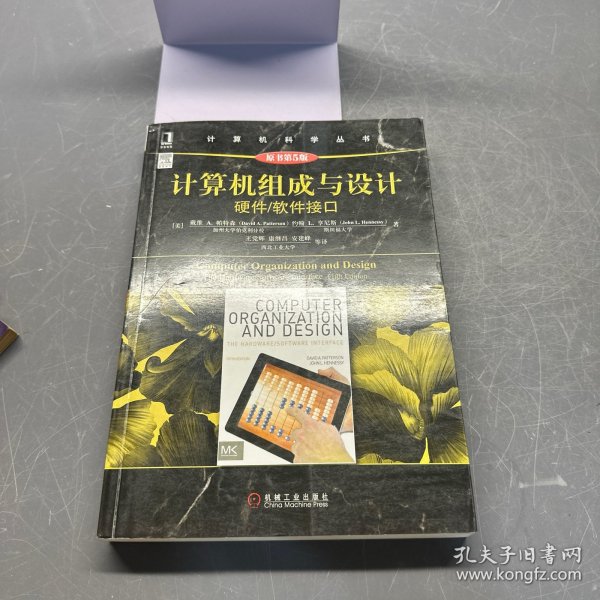 计算机科学丛书
原书第5版
计算机组成与设计
硬件/软件接口
[美] 戴维 A. 帕特森 (David A. Patterson) 约翰 L. 亨尼斯 (John L. Hennessy) 著
加州大学伯克利分校 斯坦福大学
王党辉 康继昌 安建峰 等译
西北工业大学
Computer Organization and Design
COMPUTER
ORGANIZATION
AND DESIGN
THE HARDWARE/SOFTWARE INTERFACE
DAVID A. PATTERSON
JOHN L. HENNESSY
MK
机械工业出版社
China Machine Press
孔夫子旧书网
www.kongfz.com